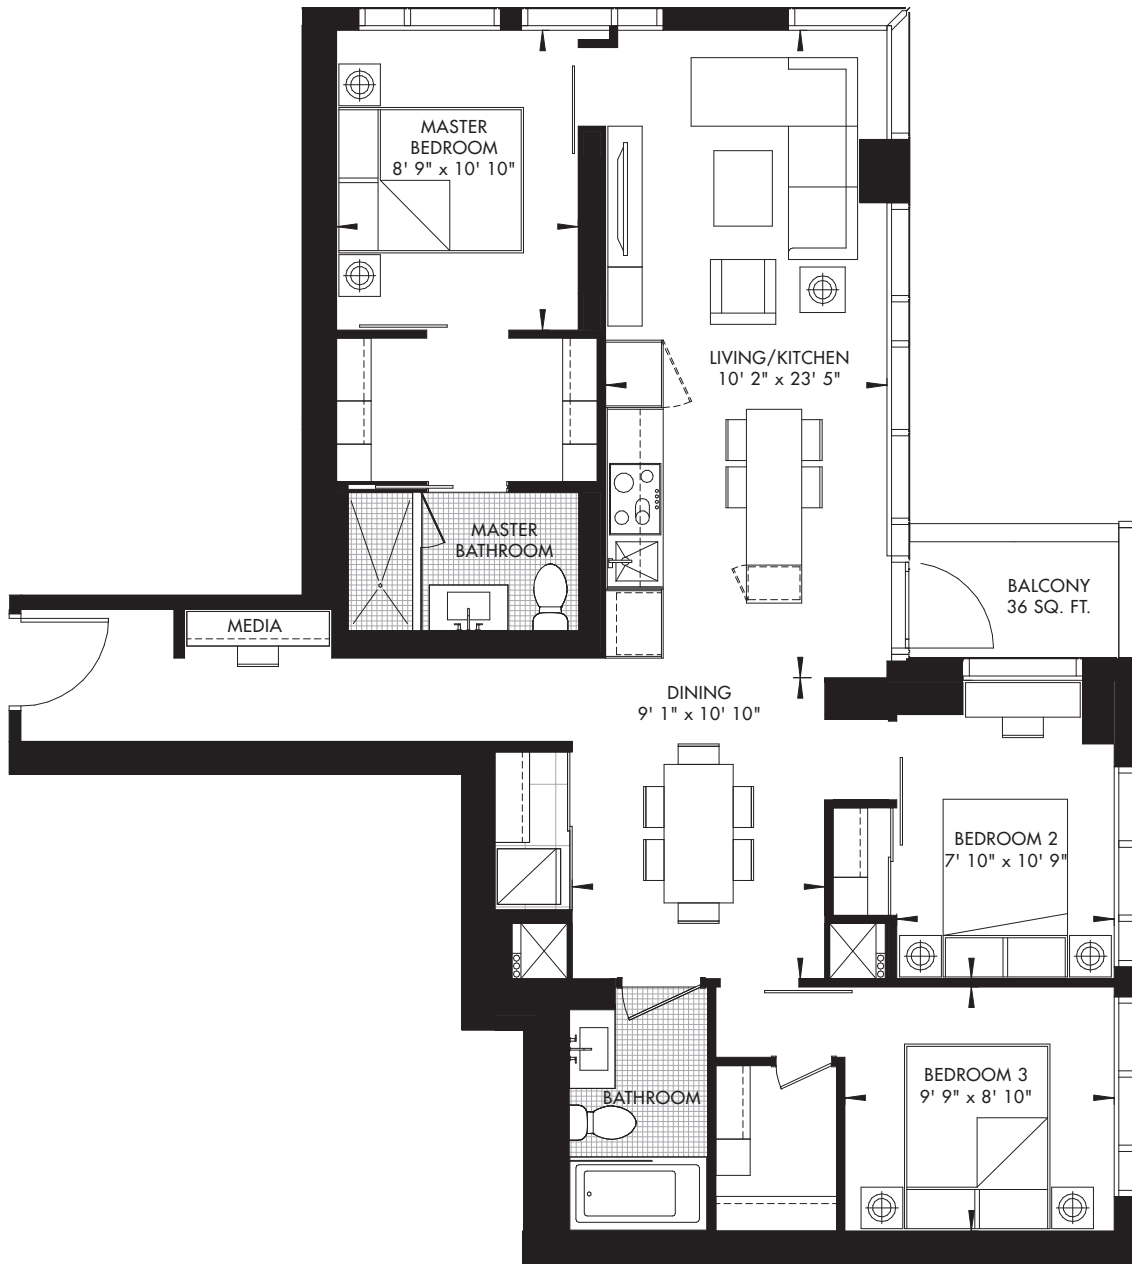 MASTER
BEDROOM
8' 9" x 10' 10"
LIVING/KITCHEN
10' 2" x 23' 5"
MASTER
BATHROOM
BALCONY
36 SQ. FT.
MEDIA
DINING
9' 1" x 10' 10"
BEDROOM 2
7' 10" x 10' 9"
BEDROOM 3
9' 9" x 8' 10"
BATHROOM